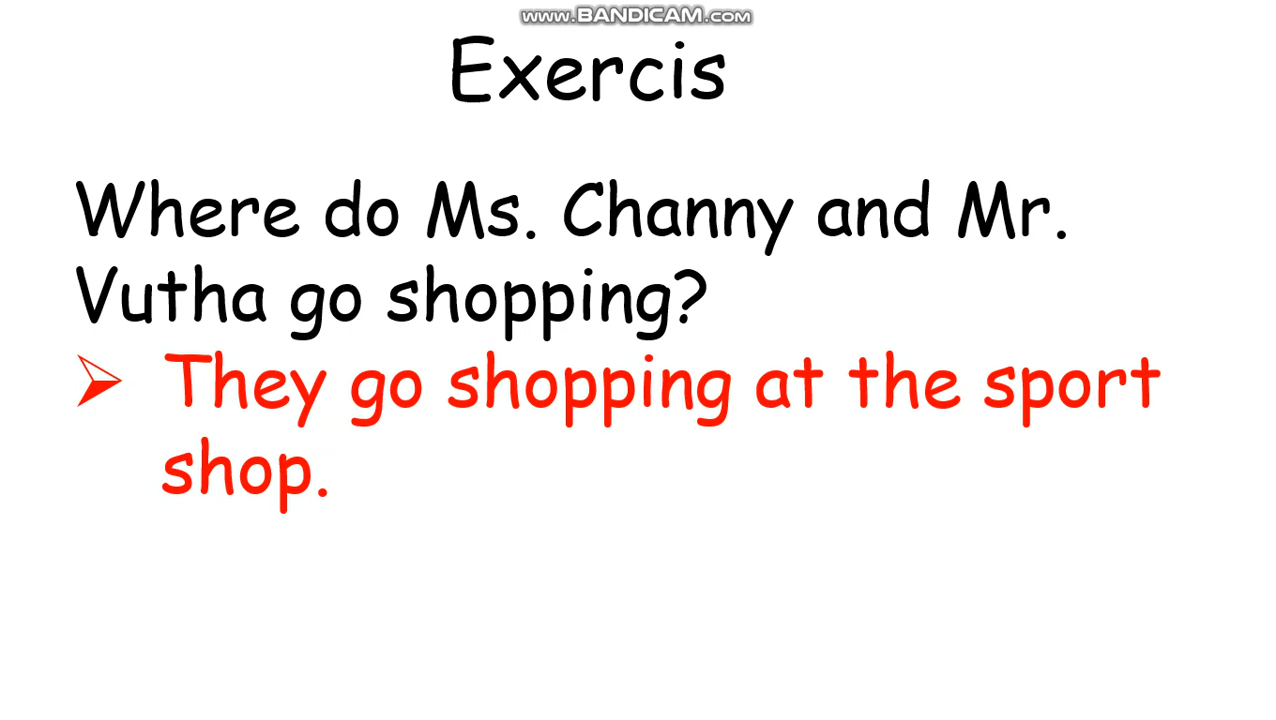 www.BANDICAM.com
Exercis
Where do Ms. Channy and Mr.
Vutha go shopping?
They go shopping at the sport
shop.